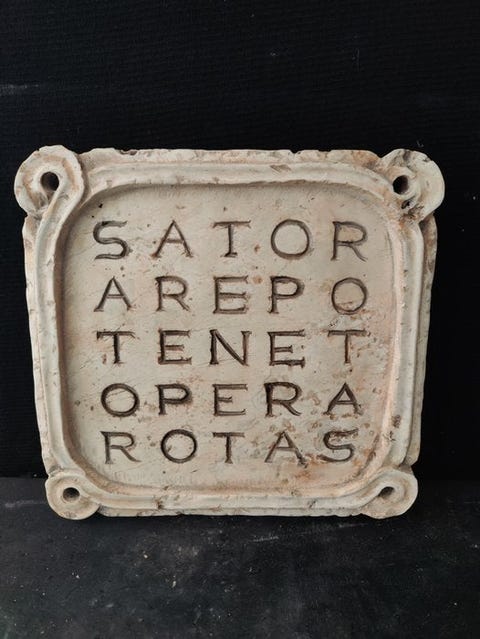 SATOR
AREPO
TENET
OPERA
ROTAS